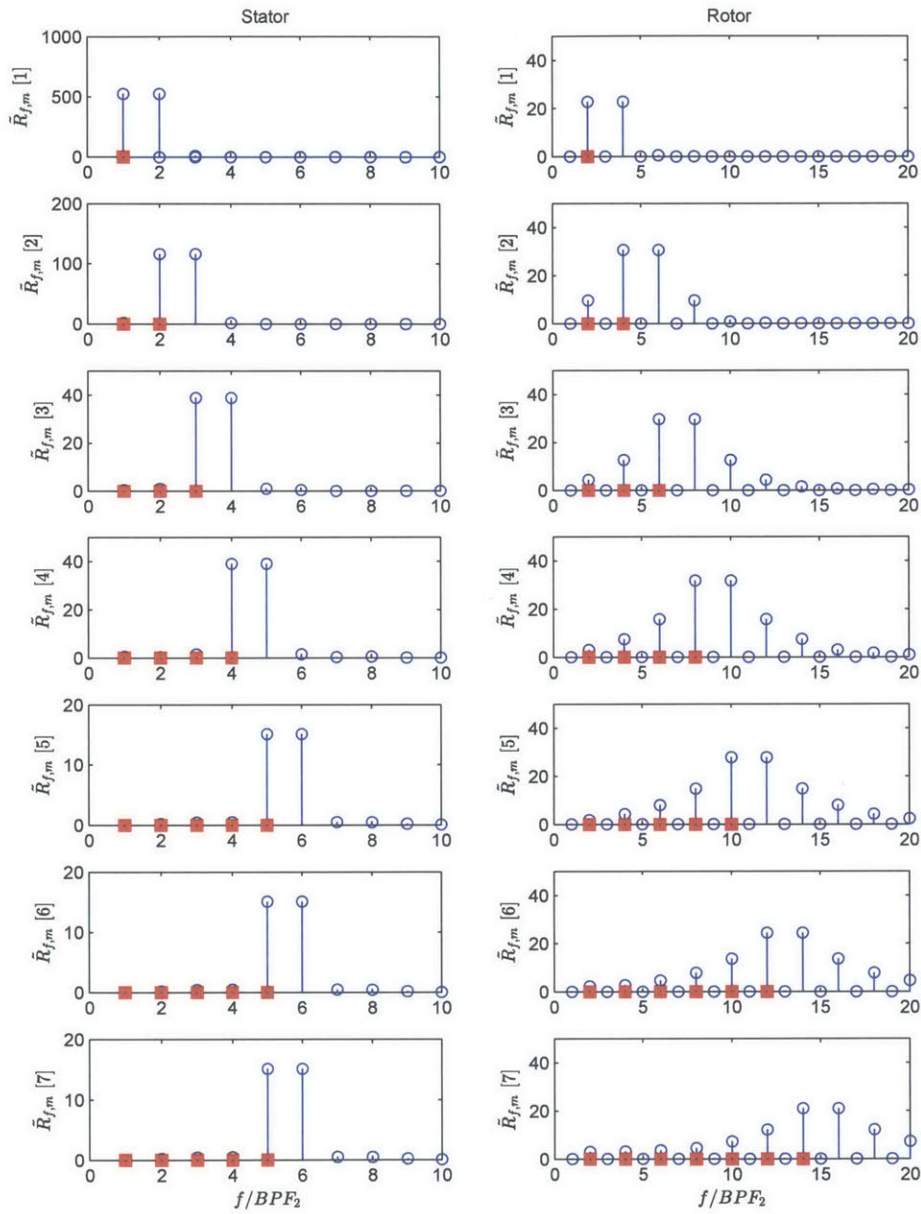 Stator
Rotor
1000
500
0
0 2 4 6 8 10
R̃f,m [1]
40
20
0
0 5 10 15 20
R̃f,m [1]
200
100
0
0 2 4 6 8 10
R̃f,m [2]
40
20
0
0 5 10 15 20
R̃f,m [2]
40
20
0
0 2 4 6 8 10
R̃f,m [3]
40
20
0
0 5 10 15 20
R̃f,m [3]
40
20
0
0 2 4 6 8 10
R̃f,m [4]
40
20
0
0 5 10 15 20
R̃f,m [4]
20
10
0
0 2 4 6 8 10
R̃f,m [5]
40
20
0
0 5 10 15 20
R̃f,m [5]
20
10
0
0 2 4 6 8 10
R̃f,m [6]
40
20
0
0 5 10 15 20
R̃f,m [6]
20
10
0
0 2 4 6 8 10
R̃f,m [7]
f/BPF₂
40
20
0
0 5 10 15 20
R̃f,m [7]
f/BPF₂